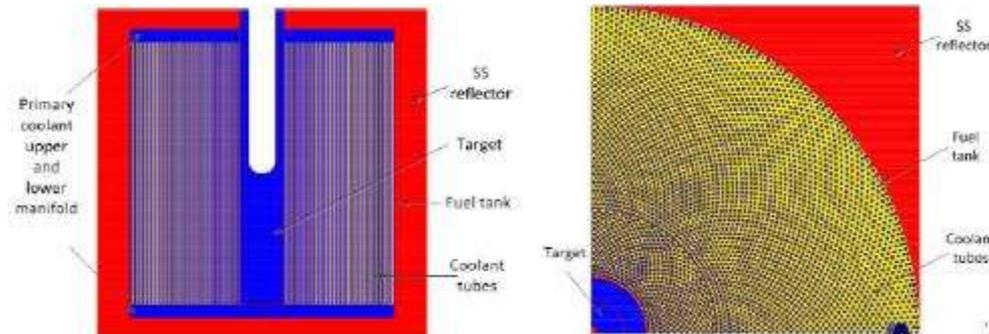 Primary
coolant
upper
and
lower
manifold
SS
reflector
Target
Fuel tank
Coolant
tubes
SS
reflector
Fuel
tank
Coolant
tubes
Target